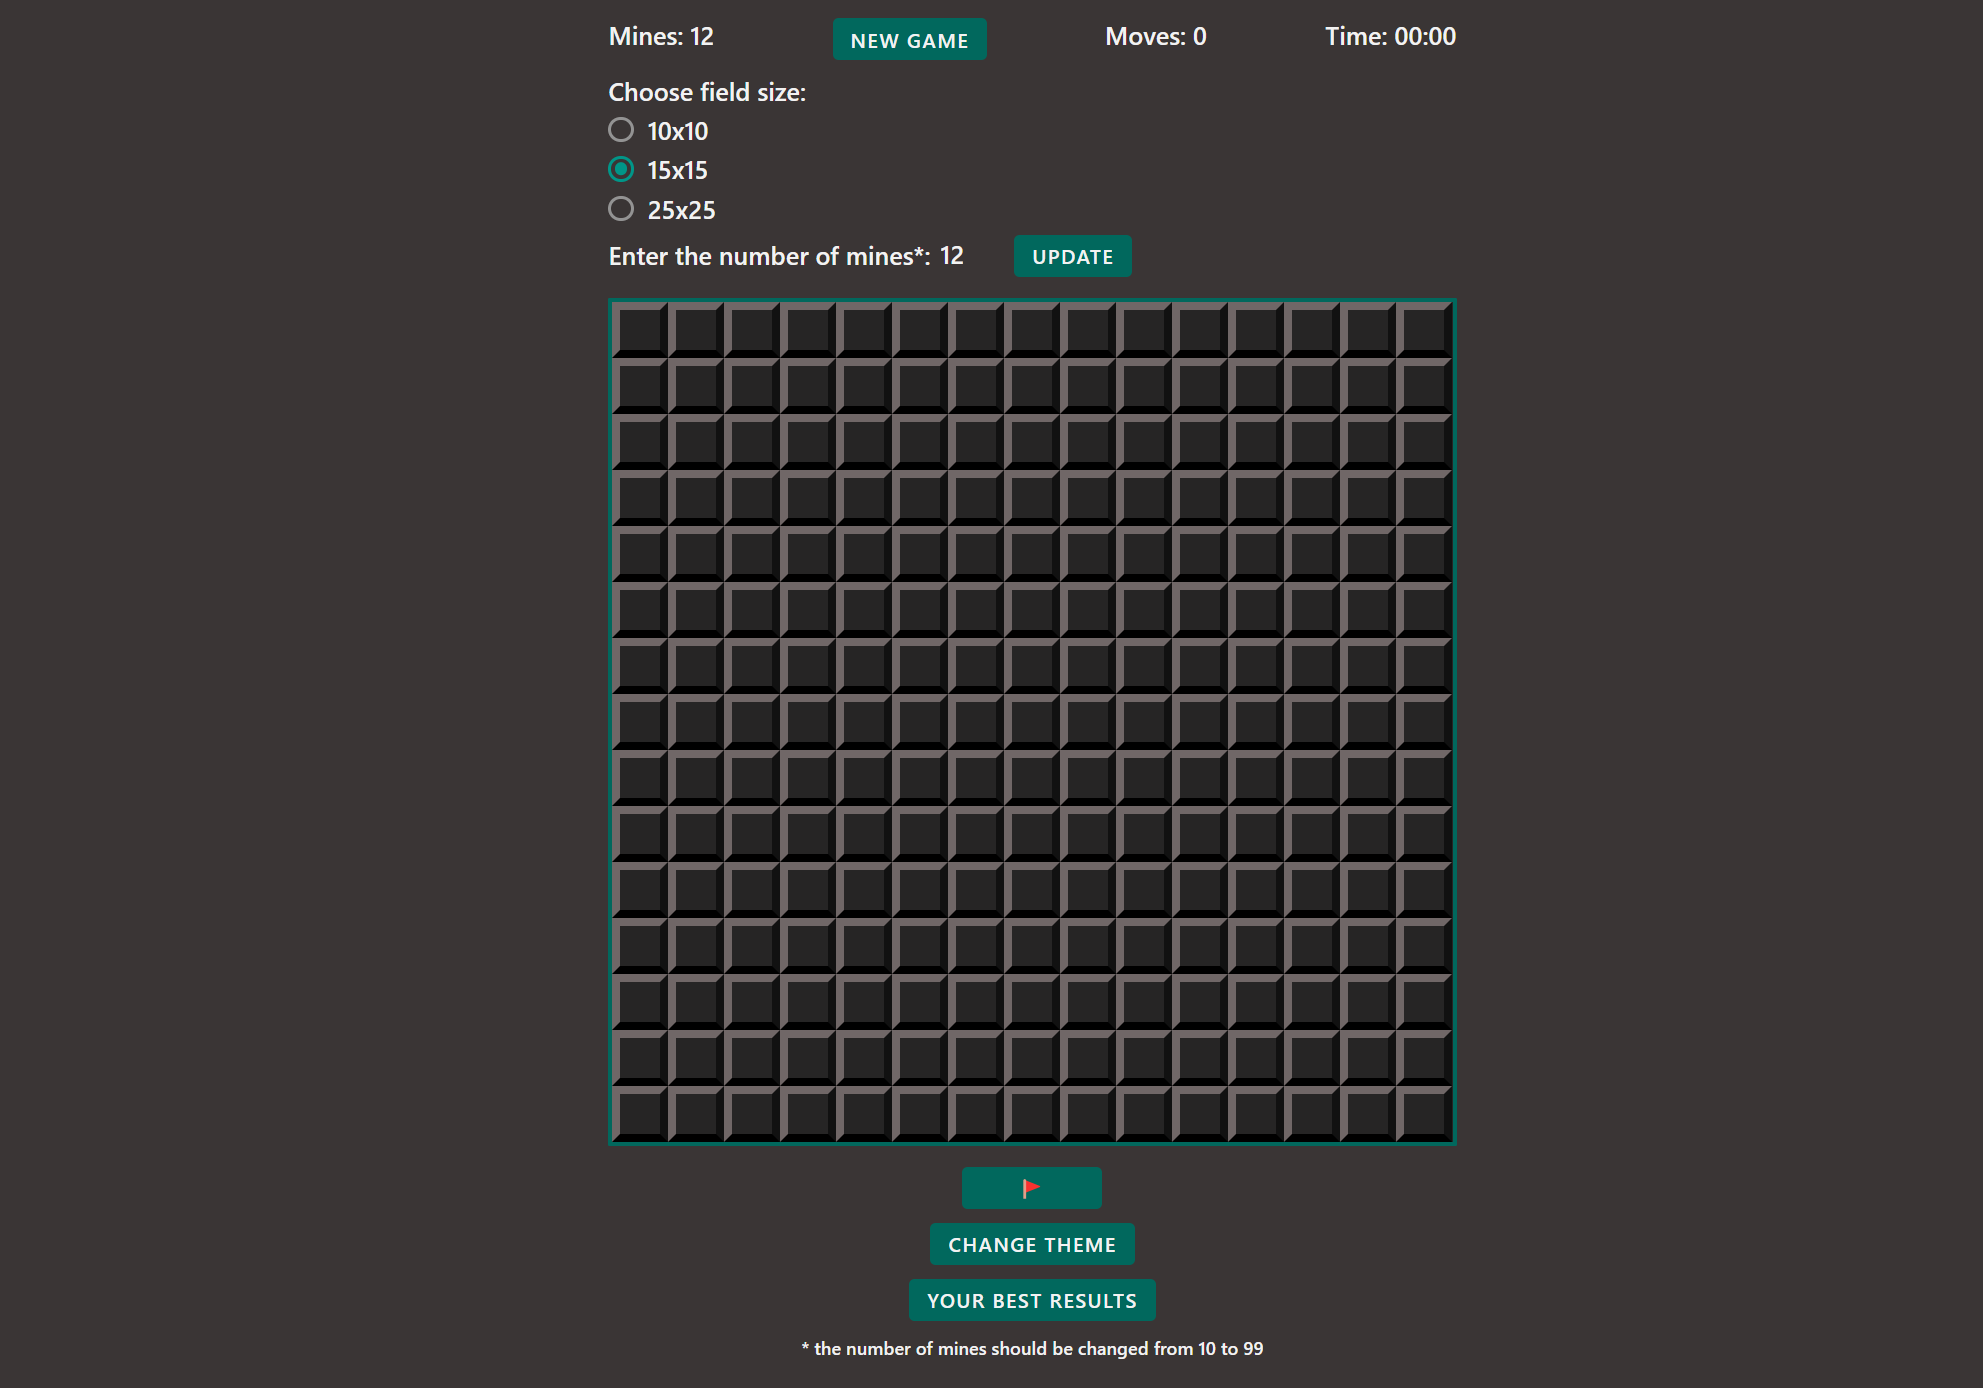 Mines: 12 NEW GAME Moves: 0 Time: 00:00
Choose field size:
10x10
15x15
25x25
Enter the number of mines*: 12 UPDATE
CHANGE THEME
YOUR BEST RESULTS
* the number of mines should be changed from 10 to 99